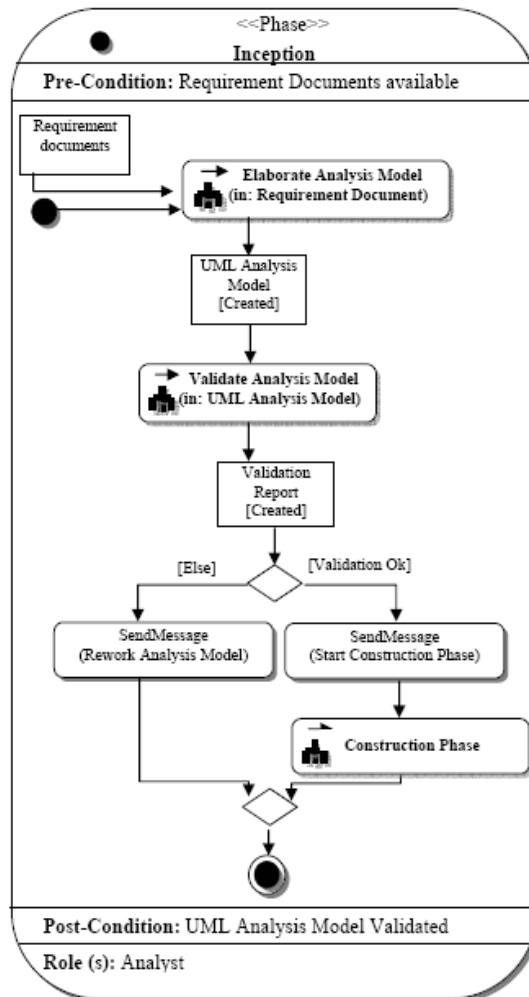 <<Phase>>
Inception
Pre-Condition: Requirement Documents available
Requirement
documents
Elaborate Analysis Model
(in: Requirement Document)
UML Analysis
Model
[Created]
Validate Analysis Model
(in: UML Analysis Model)
Validation
Report
[Created]
[Else]
[Validation Ok]
SendMessage
(Rework Analysis Model)
SendMessage
(Start Construction Phase)
Construction Phase
Post-Condition: UML Analysis Model Validated
Role (s): Analyst